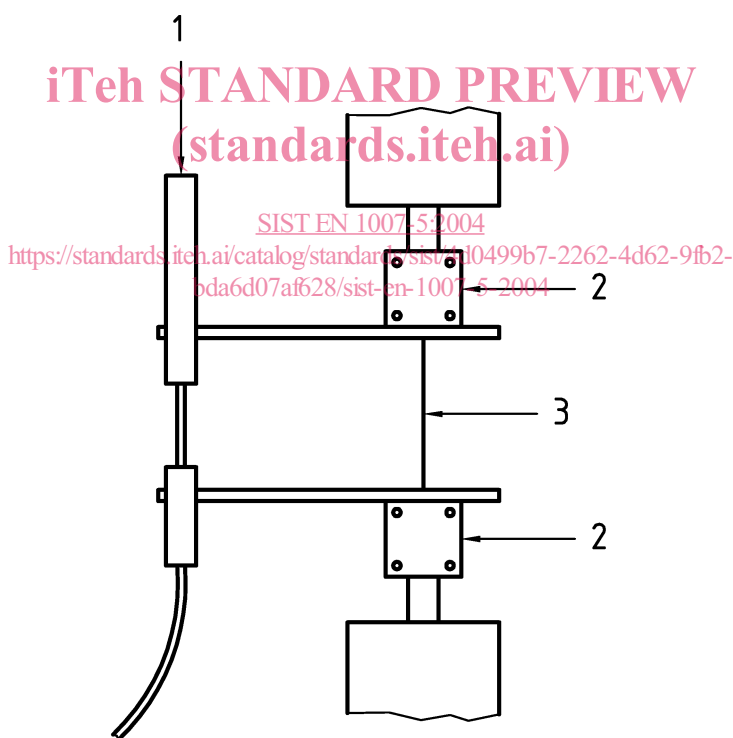 1
iTeh STANDARD PREVIEW
(standards.iteh.ai)
SIST EN 1007-5:2004
https://standards.iteh.ai/catalog/standards/sist/4d0499b7-2262-4d62-9fb2-
bda6d07af628/sist-en-1007-5-2004
2
3
2